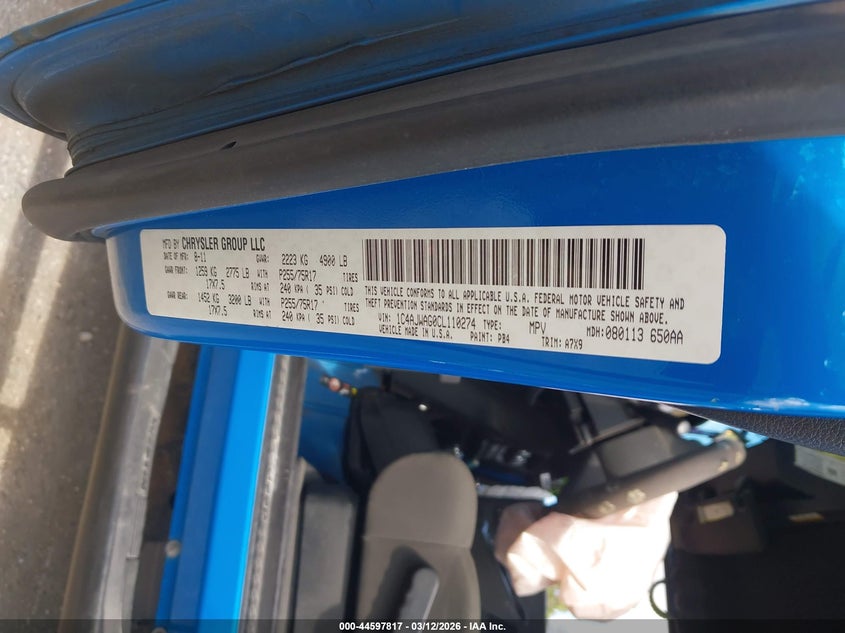 MFD BY CHRYSLER GROUP LLC
DATE OF MFR: 8-11 GVWR: 2223 KG 4900 LB
GAWR FRONT: 1259 KG 2775 LB WITH P255/75R17 TIRES
17X7.5 240 KPA ( 35 PSI) COLD
GAWR REAR: 1452 KG 3200 LB WITH P255/75R17 TIRES
17X7.5 240 KPA ( 35 PSI) COLD
THIS VEHICLE CONFORMS TO ALL APPLICABLE U.S.A. FEDERAL MOTOR VEHICLE SAFETY AND
THEFT PREVENTION STANDARDS IN EFFECT ON THE DATE OF MANUFACTURE SHOWN ABOVE.
VIN: 1C4AJWAG0CL110274 TYPE: MPV MDH: 080113 650AA
VEHICLE MADE IN U.S.A. PAINT: PB4 TRIM: A7X9
000-44597817 - 03/12/2026 - IAA Inc.